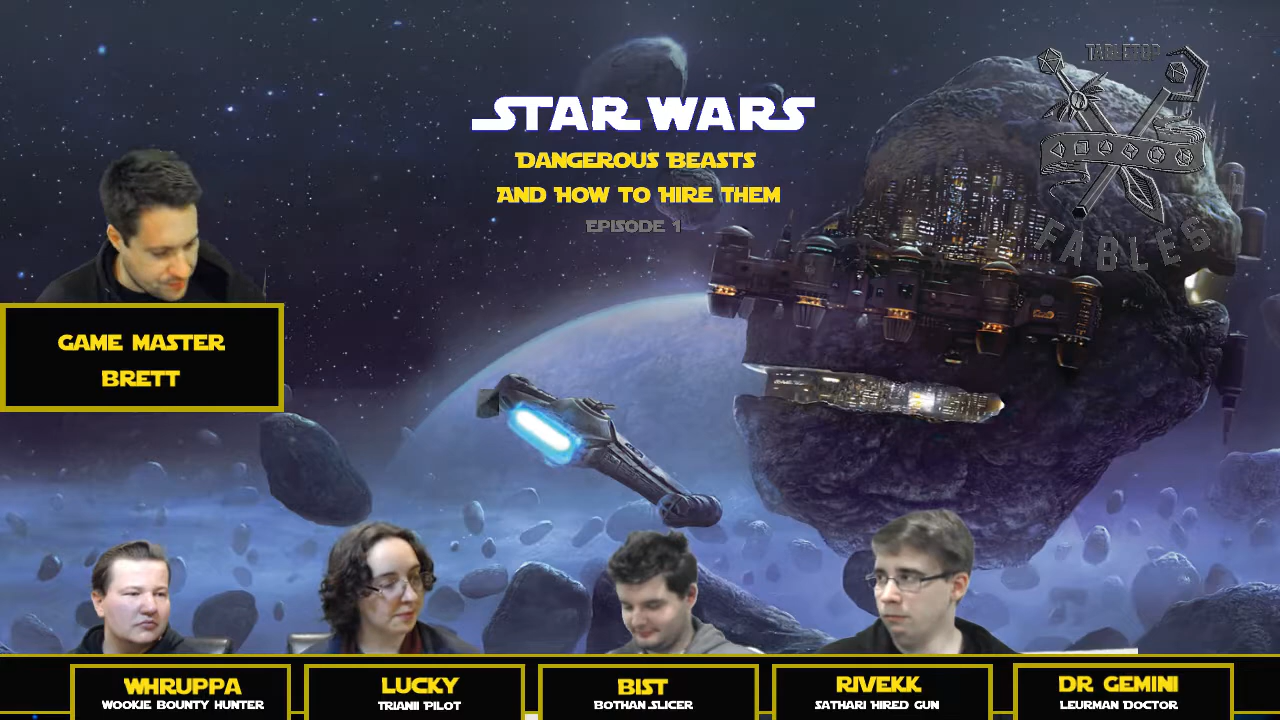 TABLETOP
FABLES
STAR WARS
DANGEROUS BEASTS
AND HOW TO HIRE THEM
EPISODE 1
GAME MASTER
BRETT
WHRUPPA
WOOKIE BOUNTY HUNTER
LUCKY
TRIANII PILOT
BIST
BOTHAN SLICER
RIVEKK
SATHARI HIRED GUN
DR GEMINI
LEURMAN DOCTOR